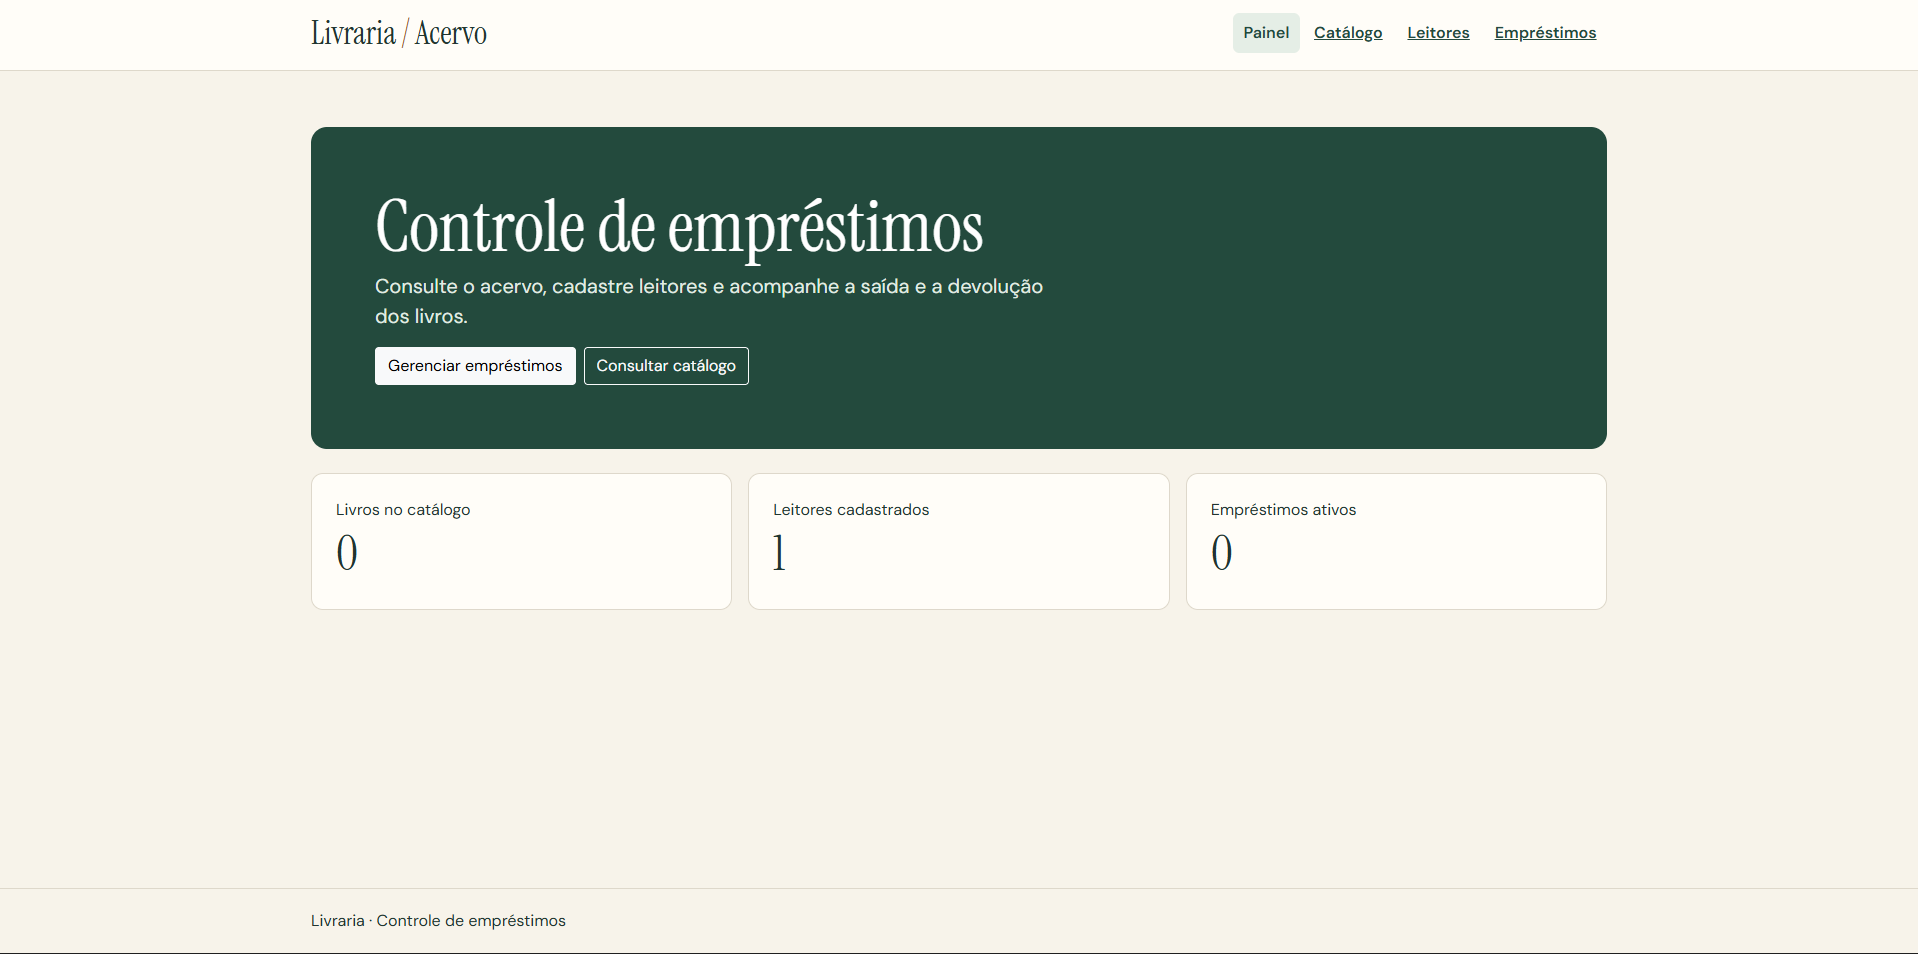 Livraria / Acervo
Painel Catálogo Leitores Empréstimos
Controle de empréstimos
Consulte o acervo, cadastre leitores e acompanhe a saída e a devolução
dos livros.
Gerenciar empréstimos Consultar catálogo
Livros no catálogo
0
Leitores cadastrados
1
Empréstimos ativos
0
Livraria · Controle de empréstimos